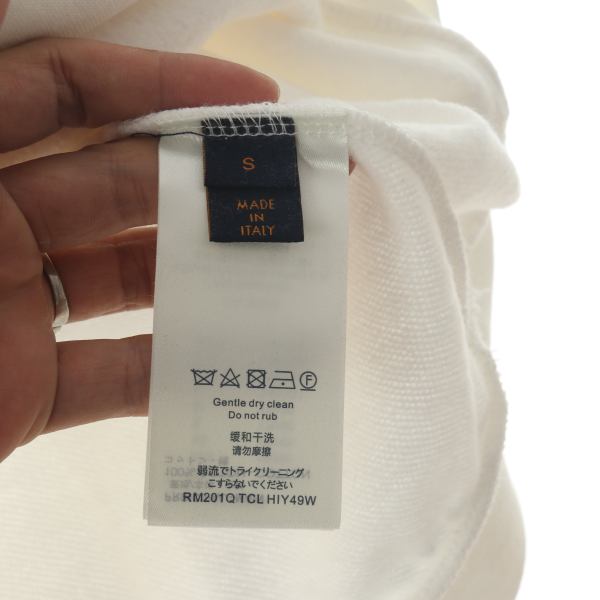 S
MADE
IN
ITALY
Gentle dry clean
Do not rub
缓和干洗
请勿摩擦
弱流でドライクリーニング
こすらないでください
RM201Q TCL HIY49W